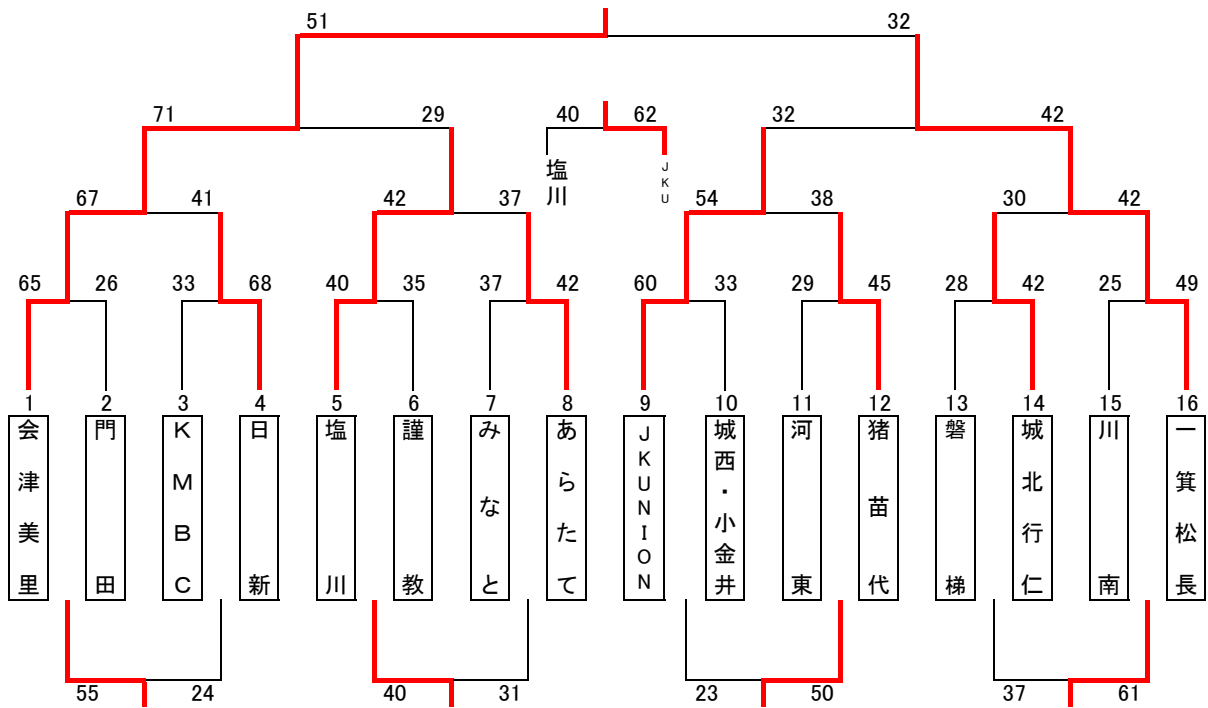 51 32
71 29 40 62 32 42
塩川 JKU
67 41 42 37 54 38 30 42
65 26 33 68 40 35 37 42 60 33 29 45 28 42 25 49
1 2 3 4 5 6 7 8 9 10 11 12 13 14 15 16
会津美里
門田
KMBC
日新
塩川
謹教
みなと
あらたて
JKUNION
城西・小金井
河東
猪苗代
磐梯
城北行仁
川南
一箕松長
55 24 40 31 23 50 37 61